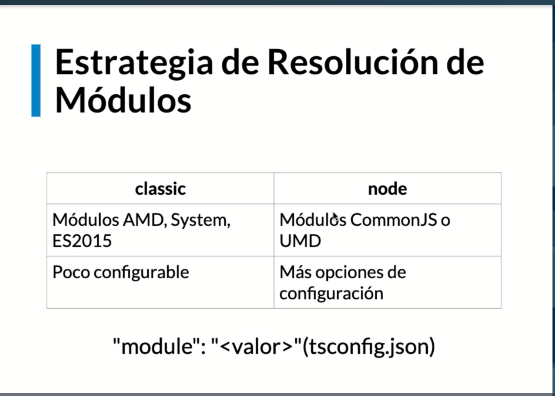 Estrategia de Resolución de
Módulos
classic
node
Módulos AMD, System,
ES2015
Módulos CommonJS o
UMD
Poco configurable
Más opciones de
configuración
"module": "<valor>"(tsconfig.json)